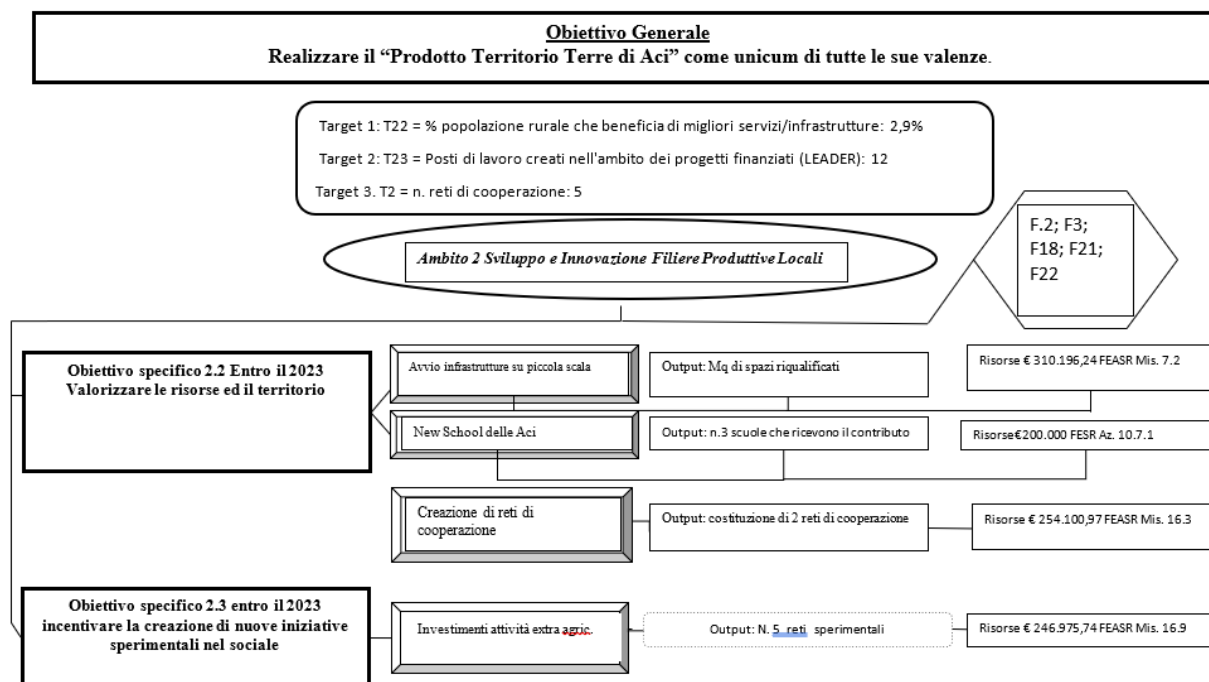 Obiettivo Generale
Realizzare il “Prodotto Territorio Terre di Aci” come unicum di tutte le sue valenze.
Target 1: T22 = % popolazione rurale che beneficia di migliori servizi/infrastrutture: 2,9%
Target 2: T23 = Posti di lavoro creati nell'ambito dei progetti finanziati (LEADER): 12
Target 3. T2 = n. reti di cooperazione: 5
F.2; F3;
F18; F21;
F22
Ambito 2 Sviluppo e Innovazione Filiere Produttive Locali
Obiettivo specifico 2.2 Entro il 2023
Valorizzare le risorse ed il territorio
Avvio infrastrutture su piccola scala
Output: Mq di spazi riqualificati
Risorse € 310.196,24 FEASR Mis. 7.2
New School delle Aci
Output: n.3 scuole che ricevono il contributo
Risorse€200.000 FESR Az. 10.7.1
Creazione di reti di
cooperazione
Output: costituzione di 2 reti di cooperazione
Risorse € 254.100,97 FEASR Mis. 16.3
Obiettivo specifico 2.3 entro il 2023
incentivare la creazione di nuove iniziative
sperimentali nel sociale
Investimenti attività extra agric.
Output: N. 5 reti sperimentali
Risorse € 246.975,74 FEASR Mis. 16.9